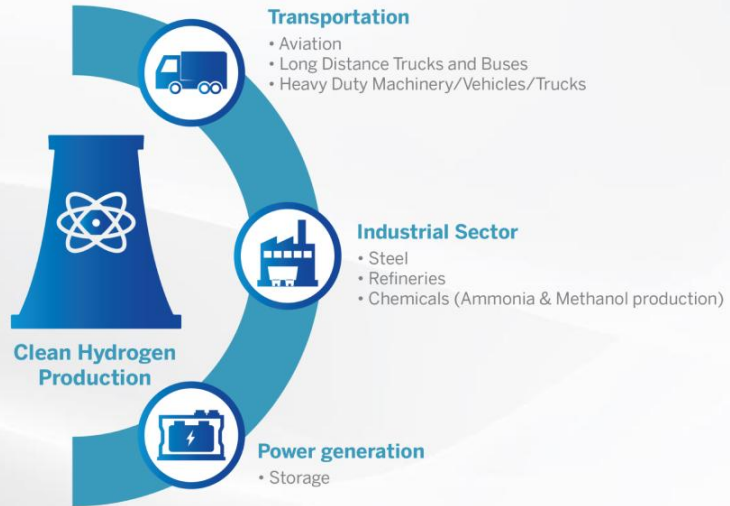 Transportation
• Aviation
• Long Distance Trucks and Buses
• Heavy Duty Machinery/Vehicles/Trucks
Clean Hydrogen
Production
Industrial Sector
• Steel
• Refineries
• Chemicals (Ammonia & Methanol production)
Power generation
• Storage